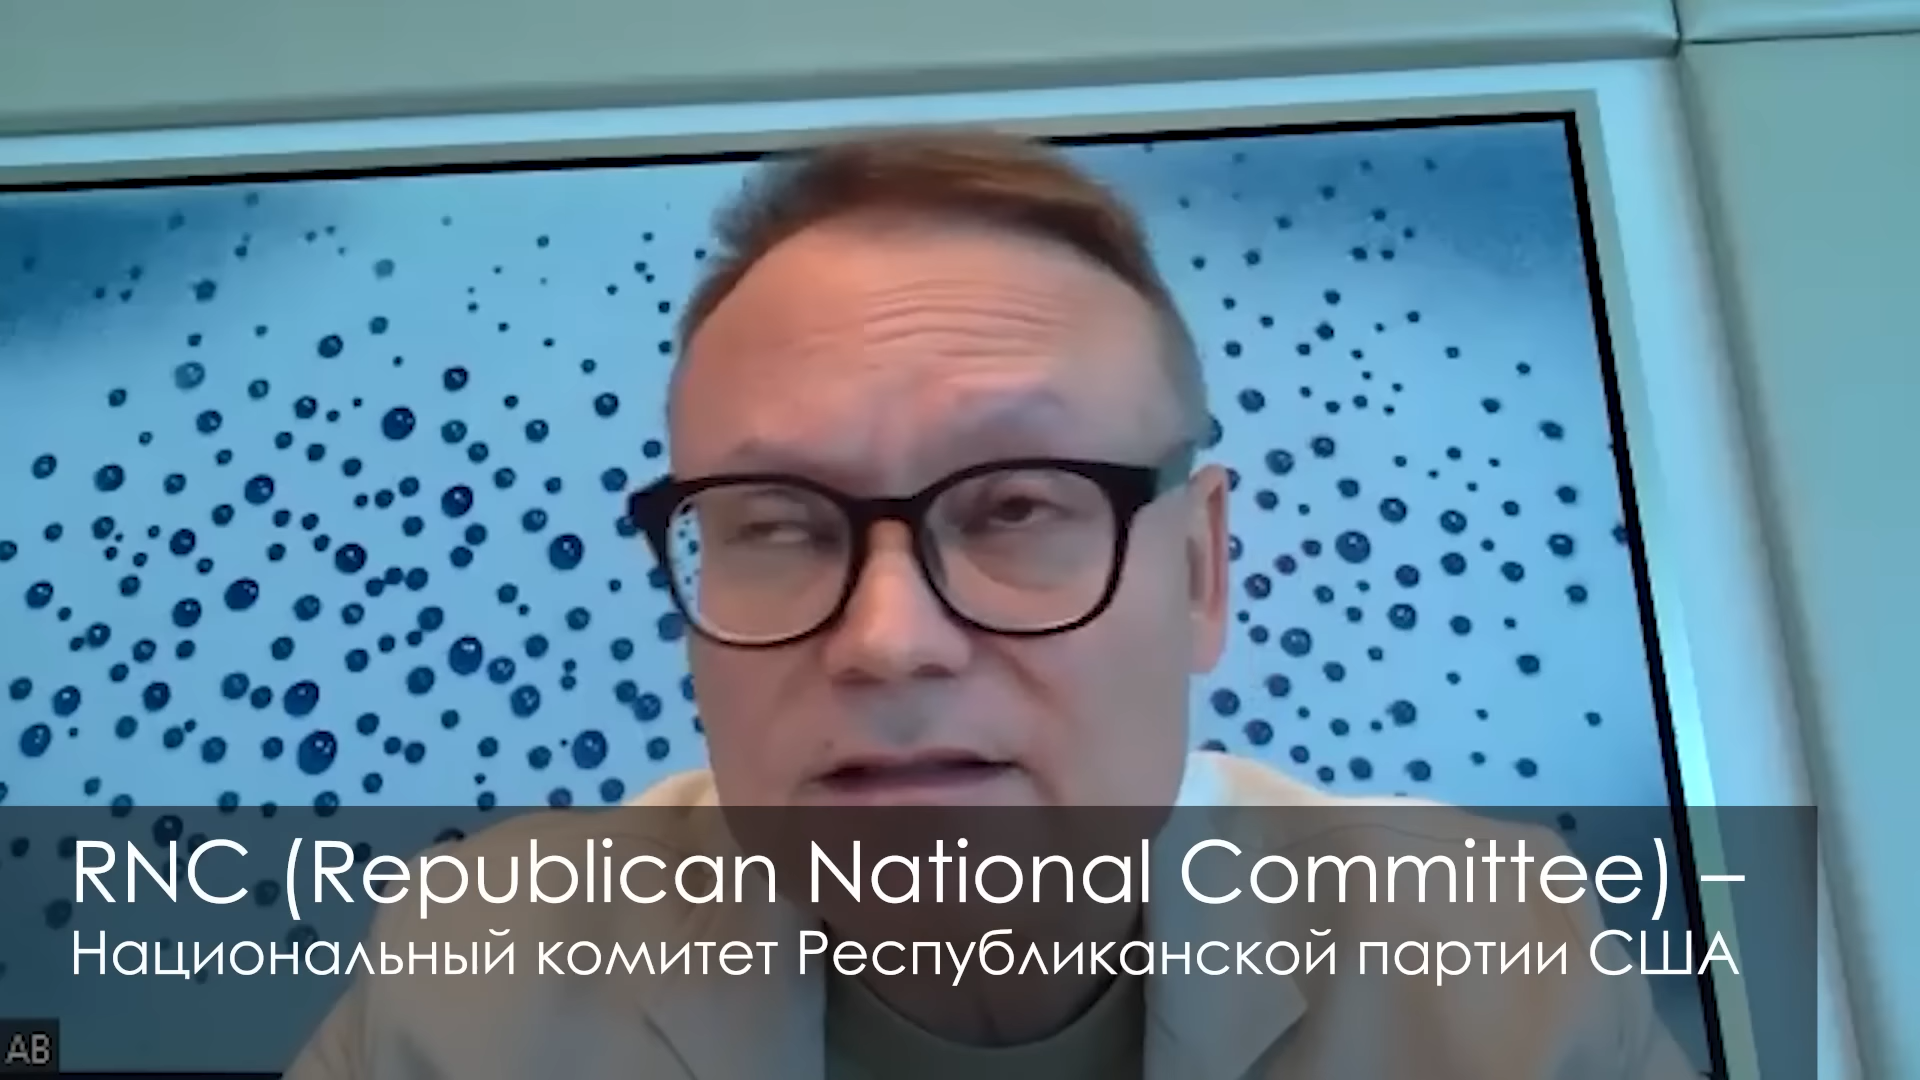 RNC (Republican National Committee) –
Национальный комитет Республиканской партии США
AB